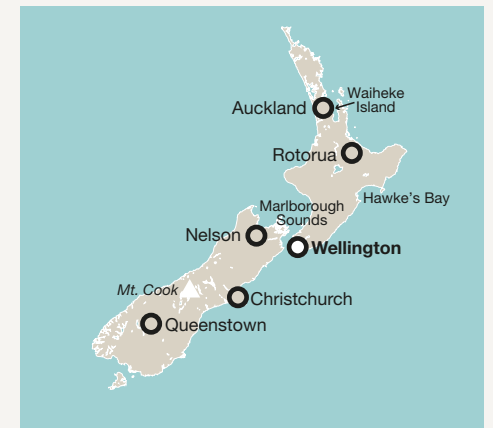 Waiheke
Island
Auckland
Rotorua
Hawke's Bay
Marlborough
Sounds
Nelson
Wellington
Mt. Cook
Christchurch
Queenstown